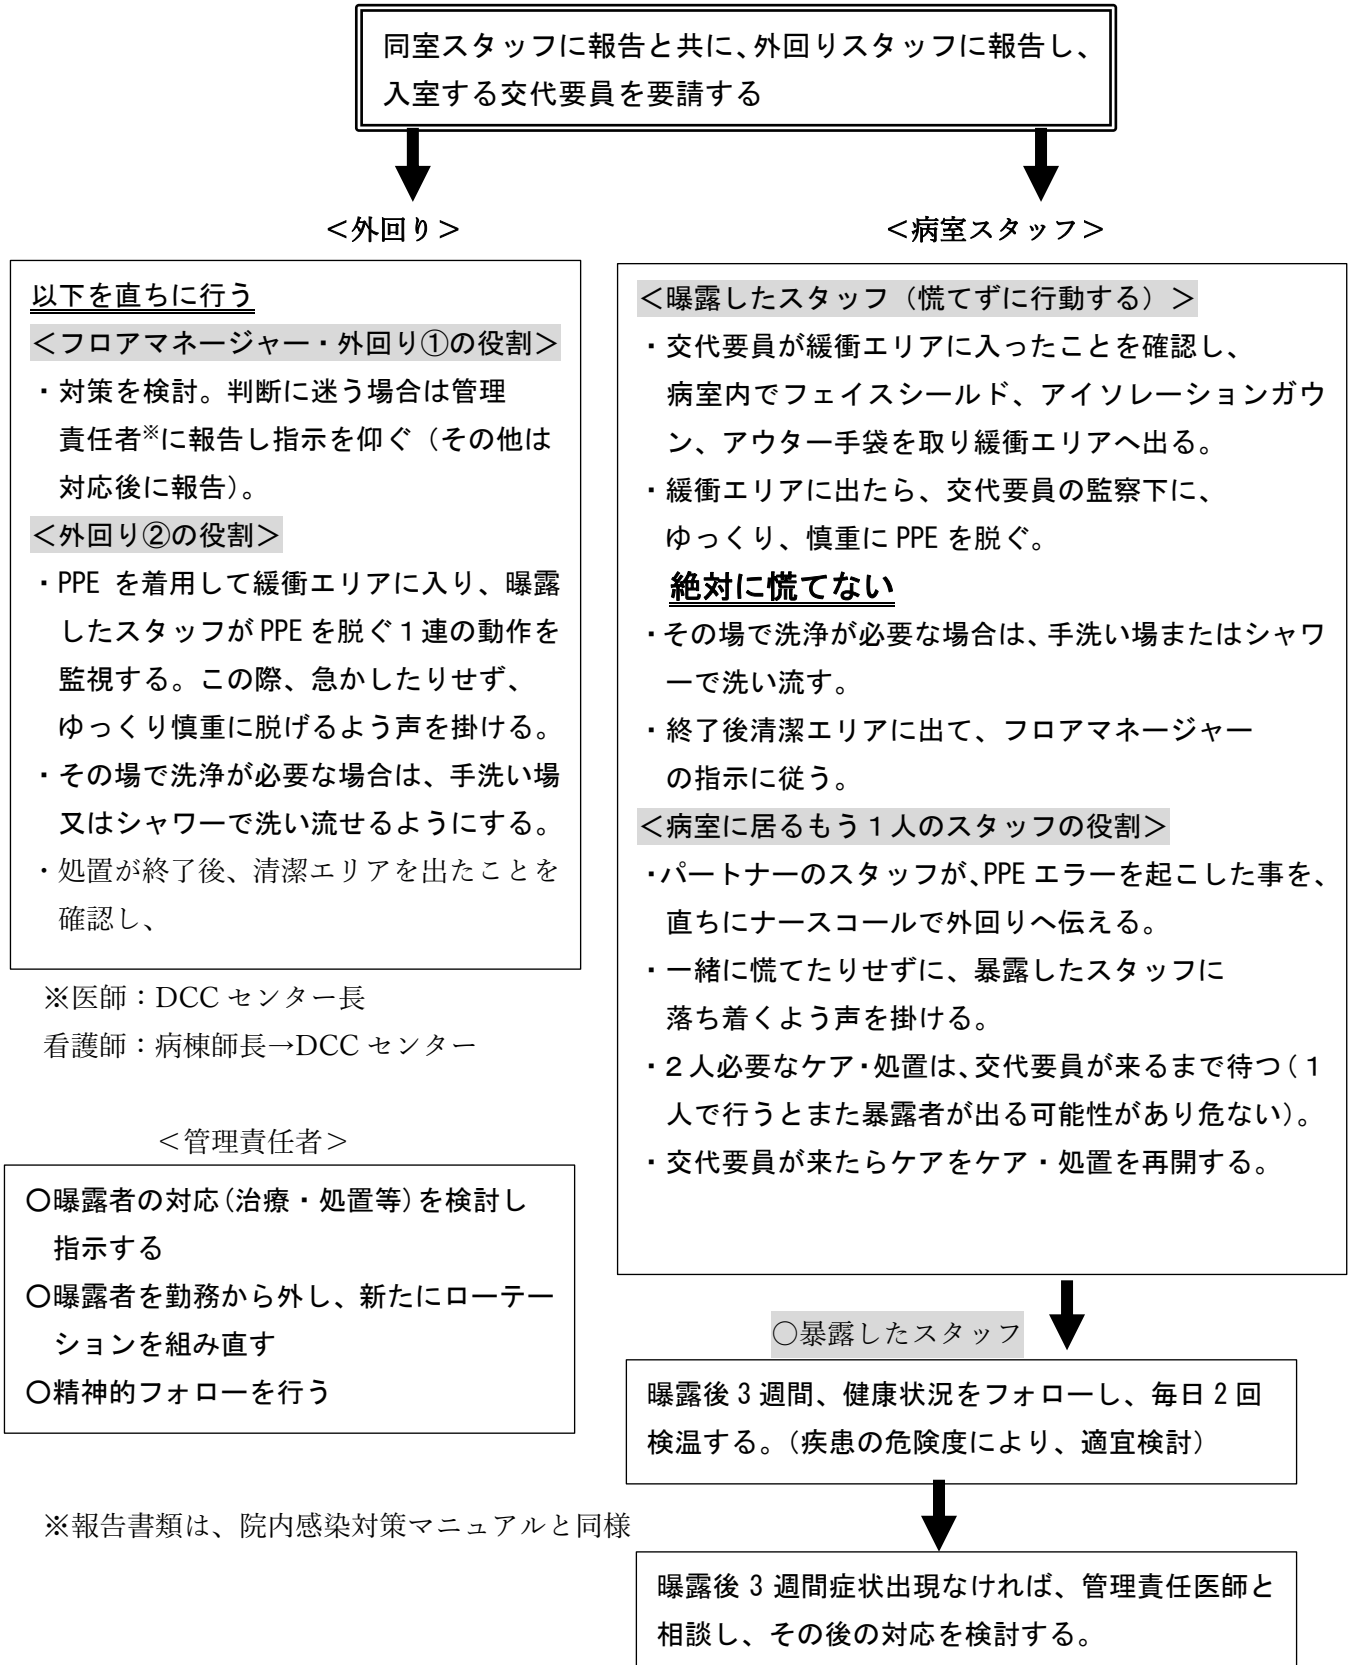 同室スタッフに報告と共に、外回りスタッフに報告し、
入室する交代要員を要請する
＜外回り＞
以下を直ちに行う
＜フロアマネージャー・外回り①の役割＞
・対策を検討。判断に迷う場合は管理
責任者※に報告し指示を仰ぐ（その他は
対応後に報告）。
＜外回り②の役割＞
・PPE を着用して緩衝エリアに入り、曝露
したスタッフが PPE を脱ぐ１連の動作を
監視する。この際、急かしたりせず、
ゆっくり慎重に脱げるよう声を掛ける。
・その場で洗浄が必要な場合は、手洗い場
又はシャワーで洗い流せるようにする。
・処置が終了後、清潔エリアを出たことを
確認し、
※医師：DCC センター長
看護師：病棟師長→DCC センター
＜管理責任者＞
〇曝露者の対応（治療・処置等）を検討し
指示する
〇曝露者を勤務から外し、新たにローテー
ションを組み直す
〇精神的フォローを行う
※報告書類は、院内感染対策マニュアルと同様
＜病室スタッフ＞
＜曝露したスタッフ（慌てずに行動する）＞
・交代要員が緩衝エリアに入ったことを確認し、
病室内でフェイスシールド、アイソレーションガウ
ン、アウター手袋を取り緩衝エリアへ出る。
・緩衝エリアに出たら、交代要員の監察下に、
ゆっくり、慎重に PPE を脱ぐ。
絶対に慌てない
・その場で洗浄が必要な場合は、手洗い場またはシャワ
ーで洗い流す。
・終了後清潔エリアに出て、フロアマネージャー
の指示に従う。
＜病室に居るもう１人のスタッフの役割＞
・パートナーのスタッフが、PPE エラーを起こした事を、
直ちにナースコールで外回りへ伝える。
・一緒に慌てたりせずに、暴露したスタッフに
落ち着くよう声を掛ける。
・２人必要なケア・処置は、交代要員が来るまで待つ（１
人で行うとまた暴露者が出る可能性があり危ない）。
・交代要員が来たらケアをケア・処置を再開する。
〇暴露したスタッフ
曝露後 3 週間、健康状況をフォローし、毎日 2 回
検温する。（疾患の危険度により、適宜検討）
曝露後 3 週間症状出現なければ、管理責任医師と
相談し、その後の対応を検討する。